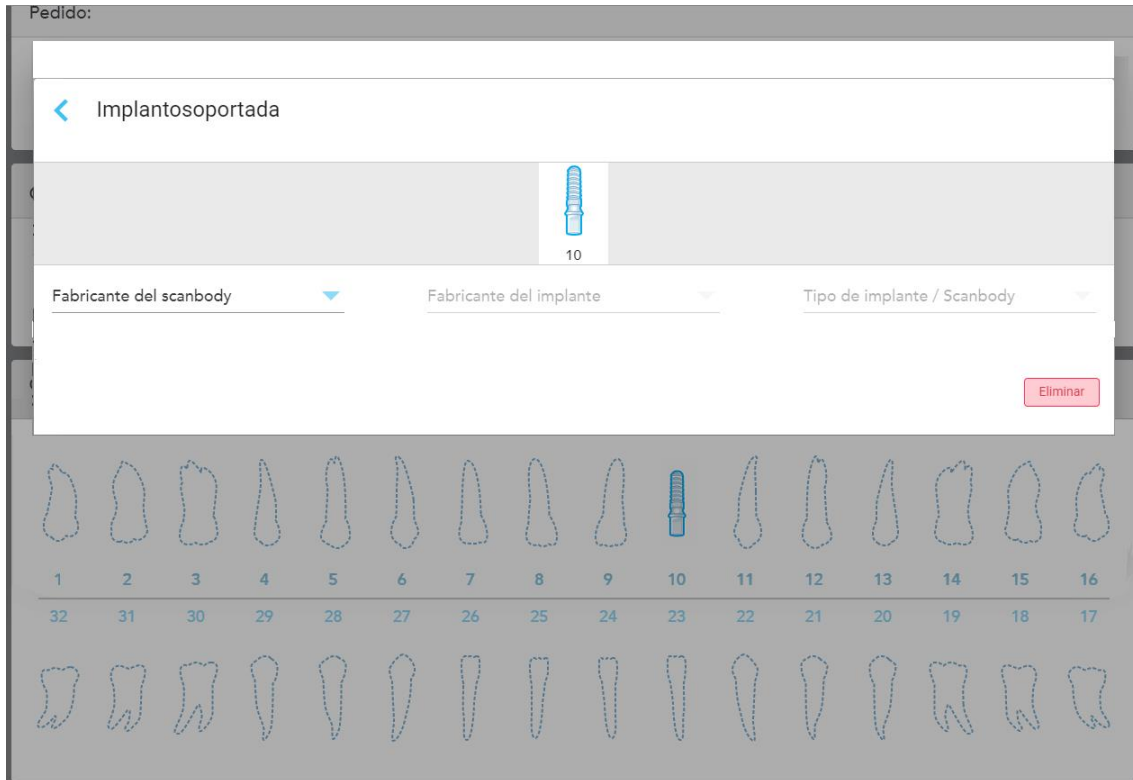 Pedido:
Implantosoportada
10
Fabricante del scanbody
Fabricante del implante
Tipo de implante / Scanbody
Eliminar
1 2 3 4 5 6 7 8 9 10 11 12 13 14 15 16
32 31 30 29 28 27 26 25 24 23 22 21 20 19 18 17